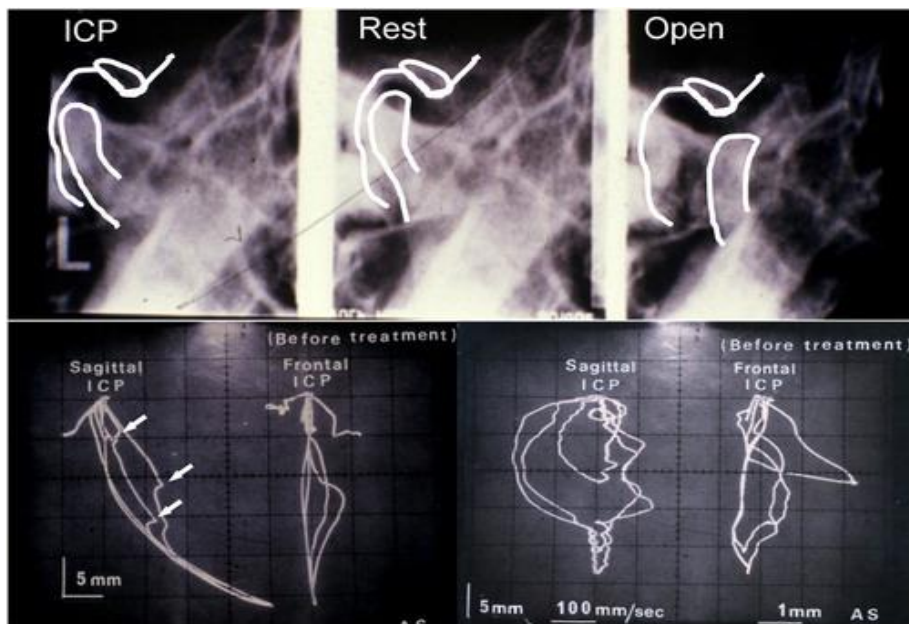 ICP
Rest
Open
L
(Before treatment)
Sagittal
ICP
Frontal
ICP
5 mm
(Before treatment)
Sagittal
ICP
Frontal
ICP
5mm
100 mm/sec
1mm
AS